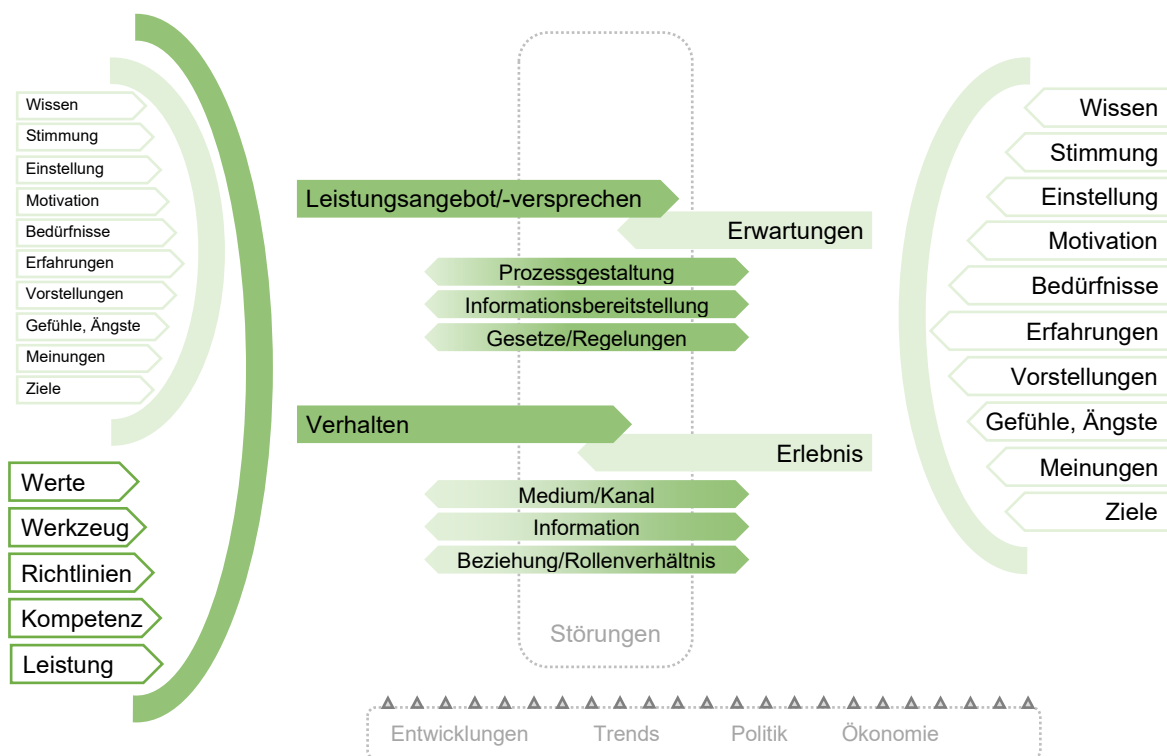 Wissen
Stimmung
Einstellung
Motivation
Bedürfnisse
Erfahrungen
Vorstellungen
Gefühle, Ängste
Meinungen
Ziele
Werte
Werkzeug
Richtlinien
Kompetenz
Leistung
Leistungsangebot/-versprechen
Erwartungen
Prozessgestaltung
Informationsbereitstellung
Gesetze/Regelungen
Verhalten
Erlebnis
Medium/Kanal
Information
Beziehung/Rollenverhältnis
Störungen
Entwicklungen Trends Politik Ökonomie
Wissen
Stimmung
Einstellung
Motivation
Bedürfnisse
Erfahrungen
Vorstellungen
Gefühle, Ängste
Meinungen
Ziele